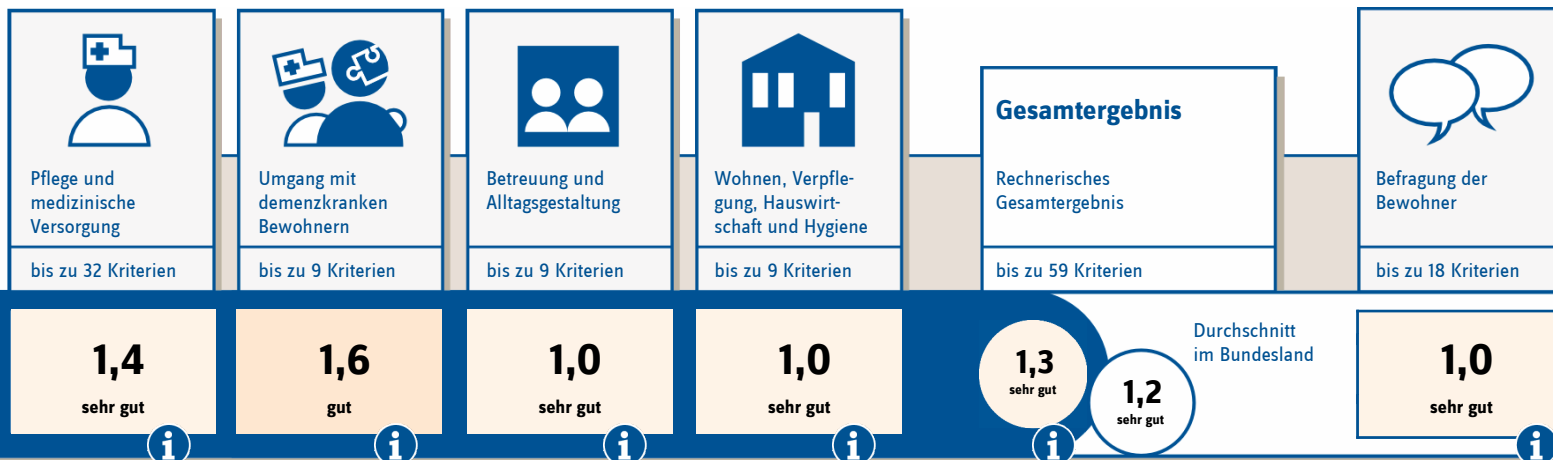 Pflege und
medizinische
Versorgung
bis zu 32 Kriterien
1,4
sehr gut
i
Umgang mit
demenzkranken
Bewohnern
bis zu 9 Kriterien
1,6
gut
i
Betreuung und
Alltagsgestaltung
bis zu 9 Kriterien
1,0
sehr gut
i
Wohnen, Verpfle-
gung, Hauswirt-
schaft und Hygiene
bis zu 9 Kriterien
1,0
sehr gut
i
Gesamtergebnis
Rechnerisches
Gesamtergebnis
bis zu 59 Kriterien
1,3
sehr gut
i
Durchschnitt
im Bundesland
1,2
sehr gut
Befragung der
Bewohner
bis zu 18 Kriterien
1,0
sehr gut
i